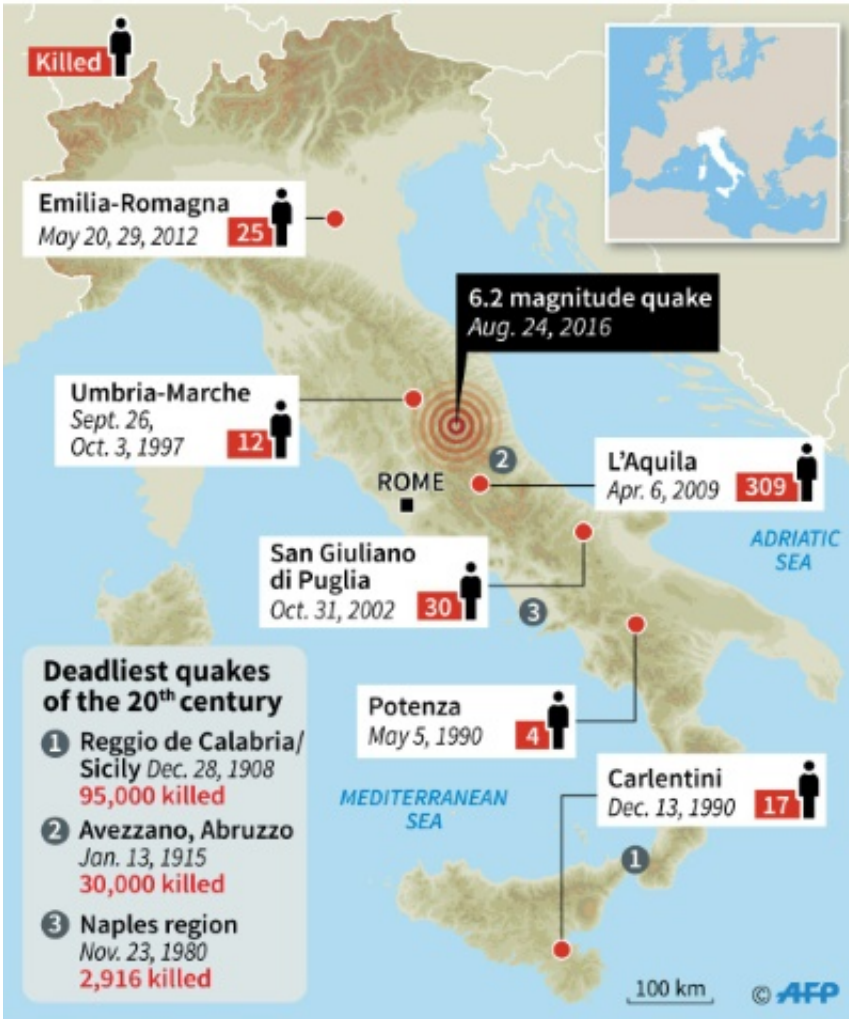 Killed
Emilia-Romagna
May 20, 29, 2012
25
6.2 magnitude quake
Aug. 24, 2016
Umbria-Marche
Sept. 26,
Oct. 3, 1997
12
2
ROME
L’Aquila
Apr. 6, 2009
309
ADRIATIC
SEA
San Giuliano
di Puglia
Oct. 31, 2002
30
3
Deadliest quakes
of the 20th century
1 Reggio de Calabria/
Sicily Dec. 28, 1908
95,000 killed
2 Avezzano, Abruzzo
Jan. 13, 1915
30,000 killed
3 Naples region
Nov. 23, 1980
2,916 killed
Potenza
May 5, 1990
4
MEDITERRANEAN
SEA
Carlentini
Dec. 13, 1990
17
1
100 km
© AFP